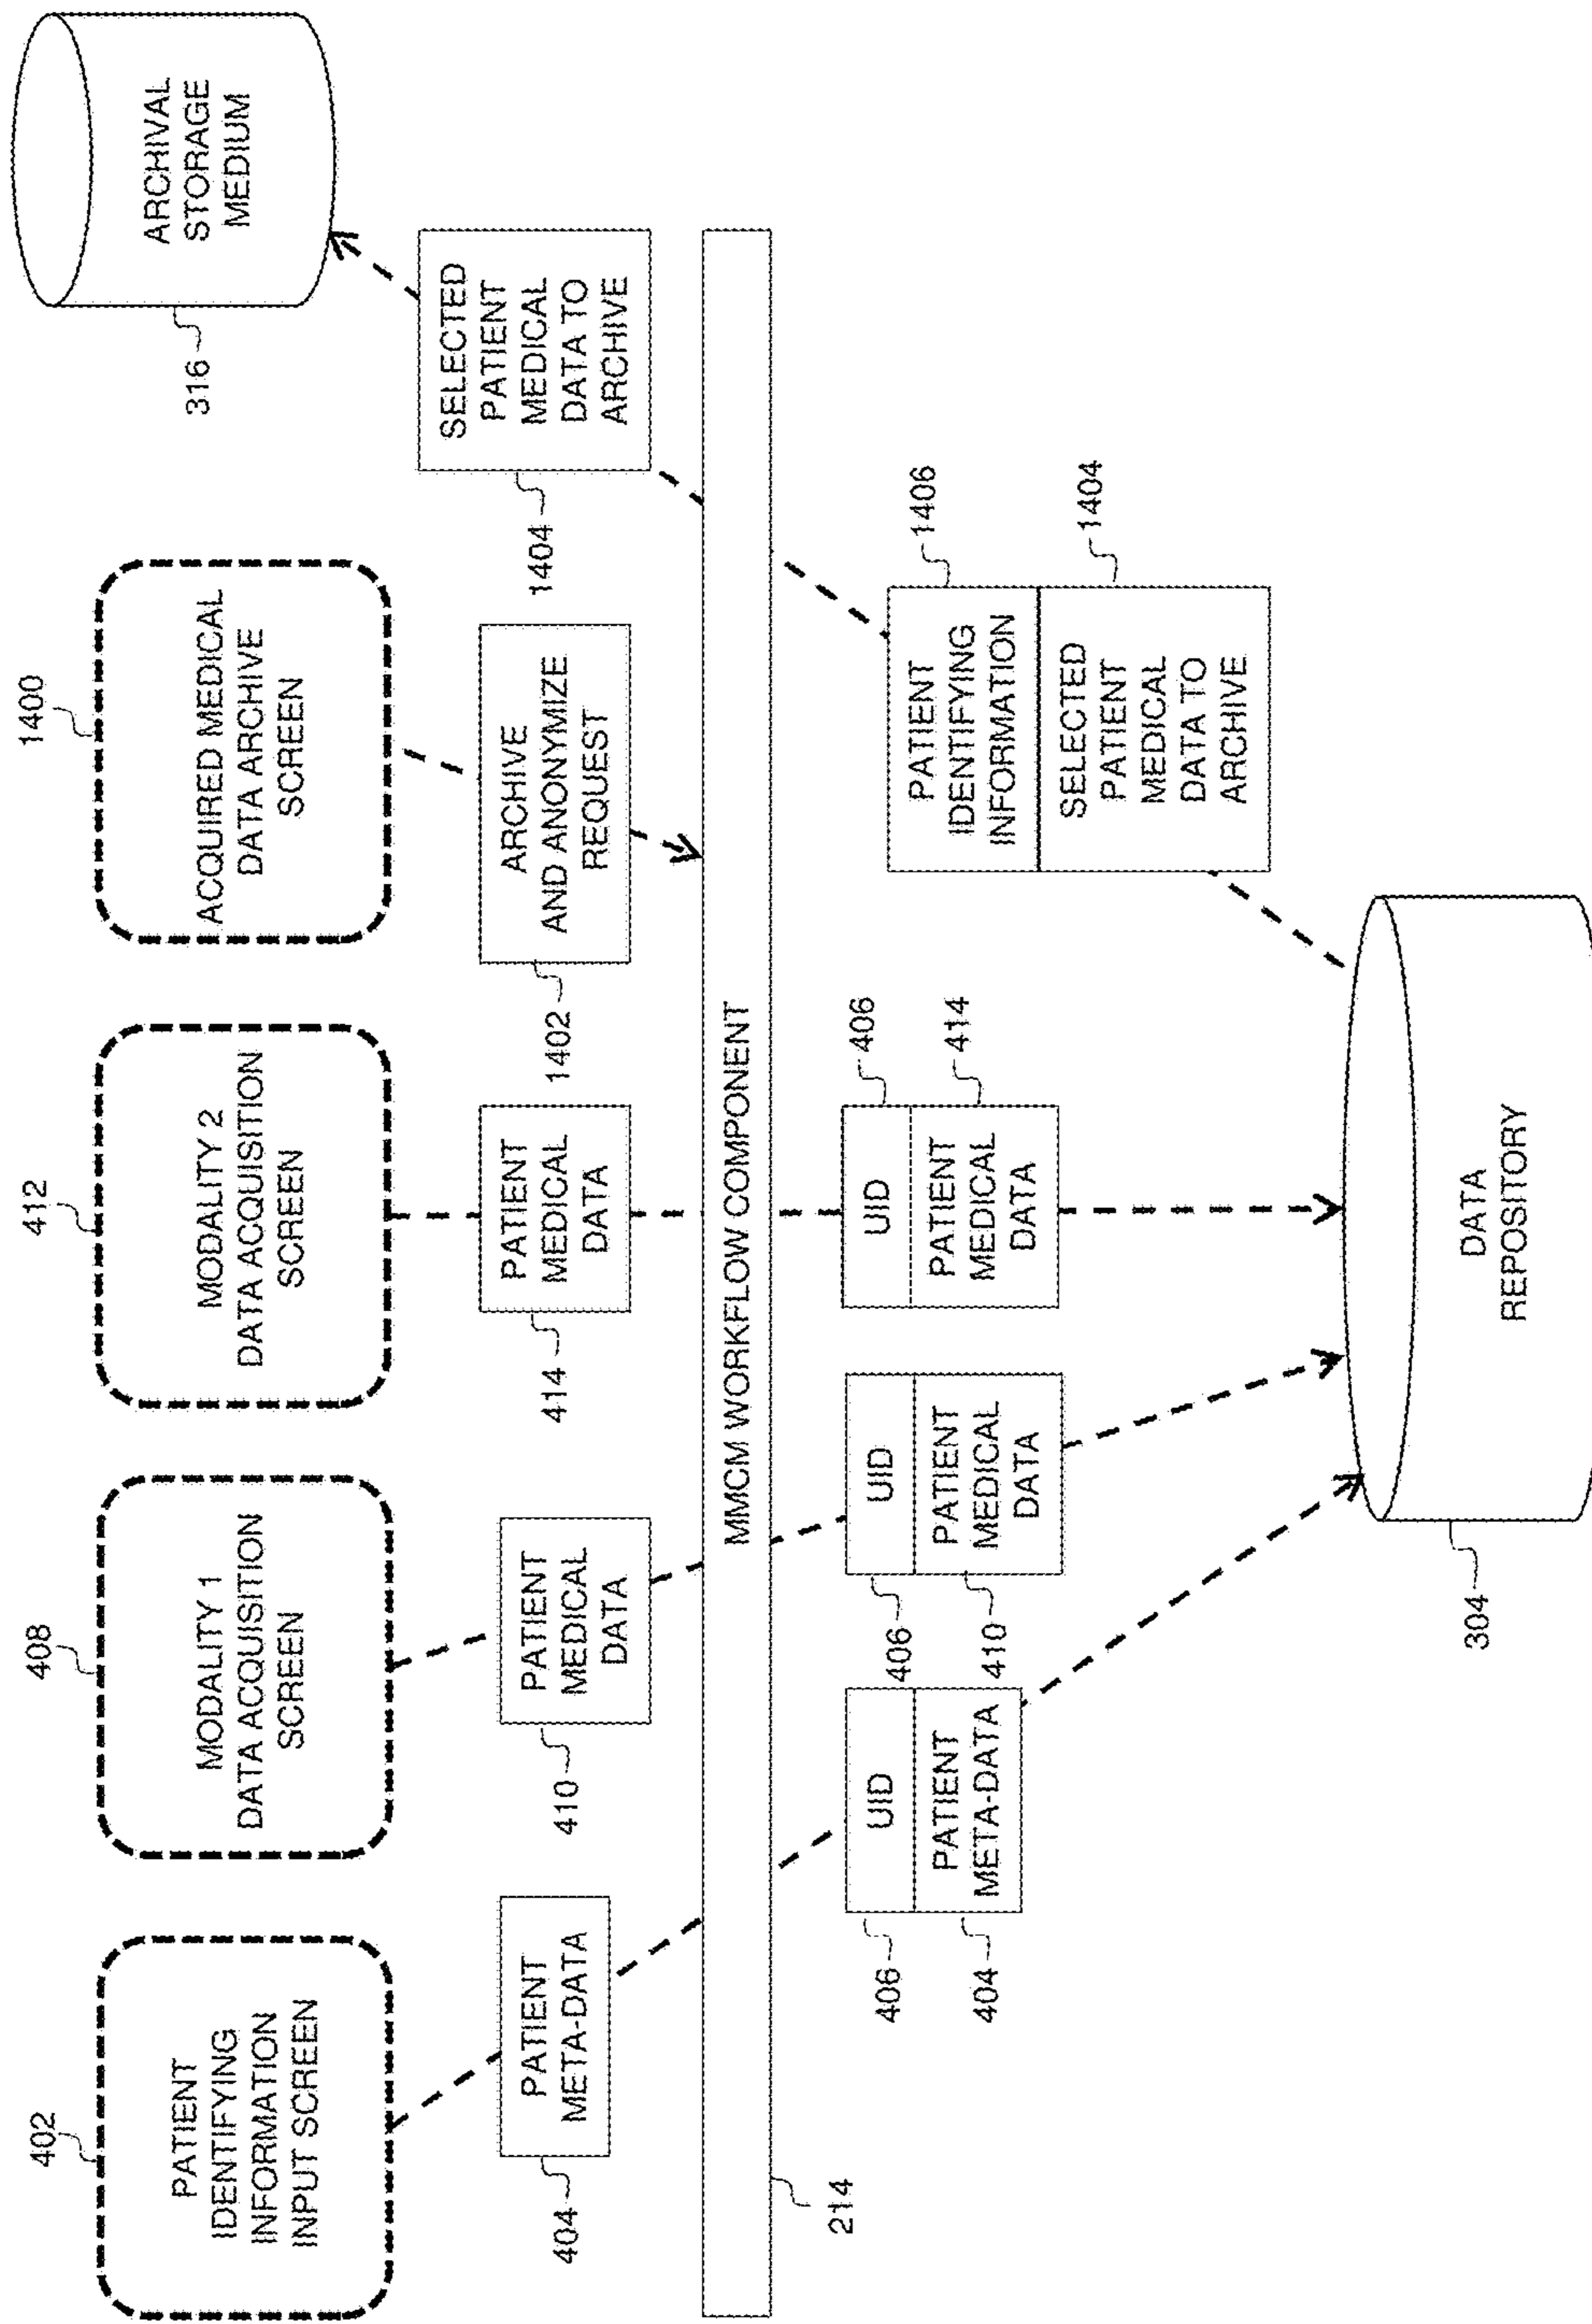 402
PATIENT
IDENTIFYING
INFORMATION
INPUT SCREEN
408
MODALITY 1
DATA ACQUISITION
SCREEN
412
MODALITY 2
DATA ACQUISITION
SCREEN
1400
ACQUIRED MEDICAL
DATA ARCHIVE
SCREEN
316
ARCHIVAL
STORAGE
MEDIUM
404
PATIENT
META-DATA
410
PATIENT
MEDICAL
DATA
414
PATIENT
MEDICAL
DATA
1402
ARCHIVE
AND ANONYMIZE
REQUEST
1404
SELECTED
PATIENT
MEDICAL
DATA TO
ARCHIVE
MMCM WORKFLOW COMPONENT
214
406
UID
404
PATIENT
META-DATA
406
UID
410
PATIENT
MEDICAL
DATA
UID
406
PATIENT
MEDICAL
DATA
414
PATIENT
IDENTIFYING
INFORMATION
1406
SELECTED
PATIENT
MEDICAL
DATA TO
ARCHIVE
1404
304
DATA
REPOSITORY